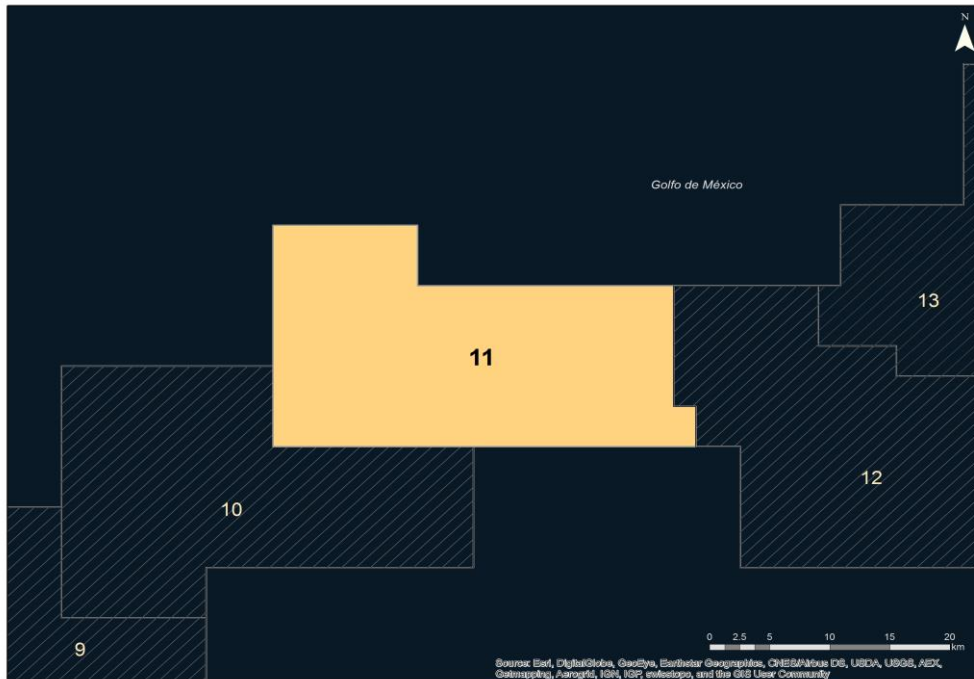 N
Golfo de México
13
11
12
10
9
0 2.5 5 10 15 20
km
Source: Esri, DigitalGlobe, GeoEye, Earthstar Geographics, CNES/Airbus DS, USDA, USGS, AEX,
Getmapping, Aerogrid, IGN, IGP, swisstopo, and the GIS User Community